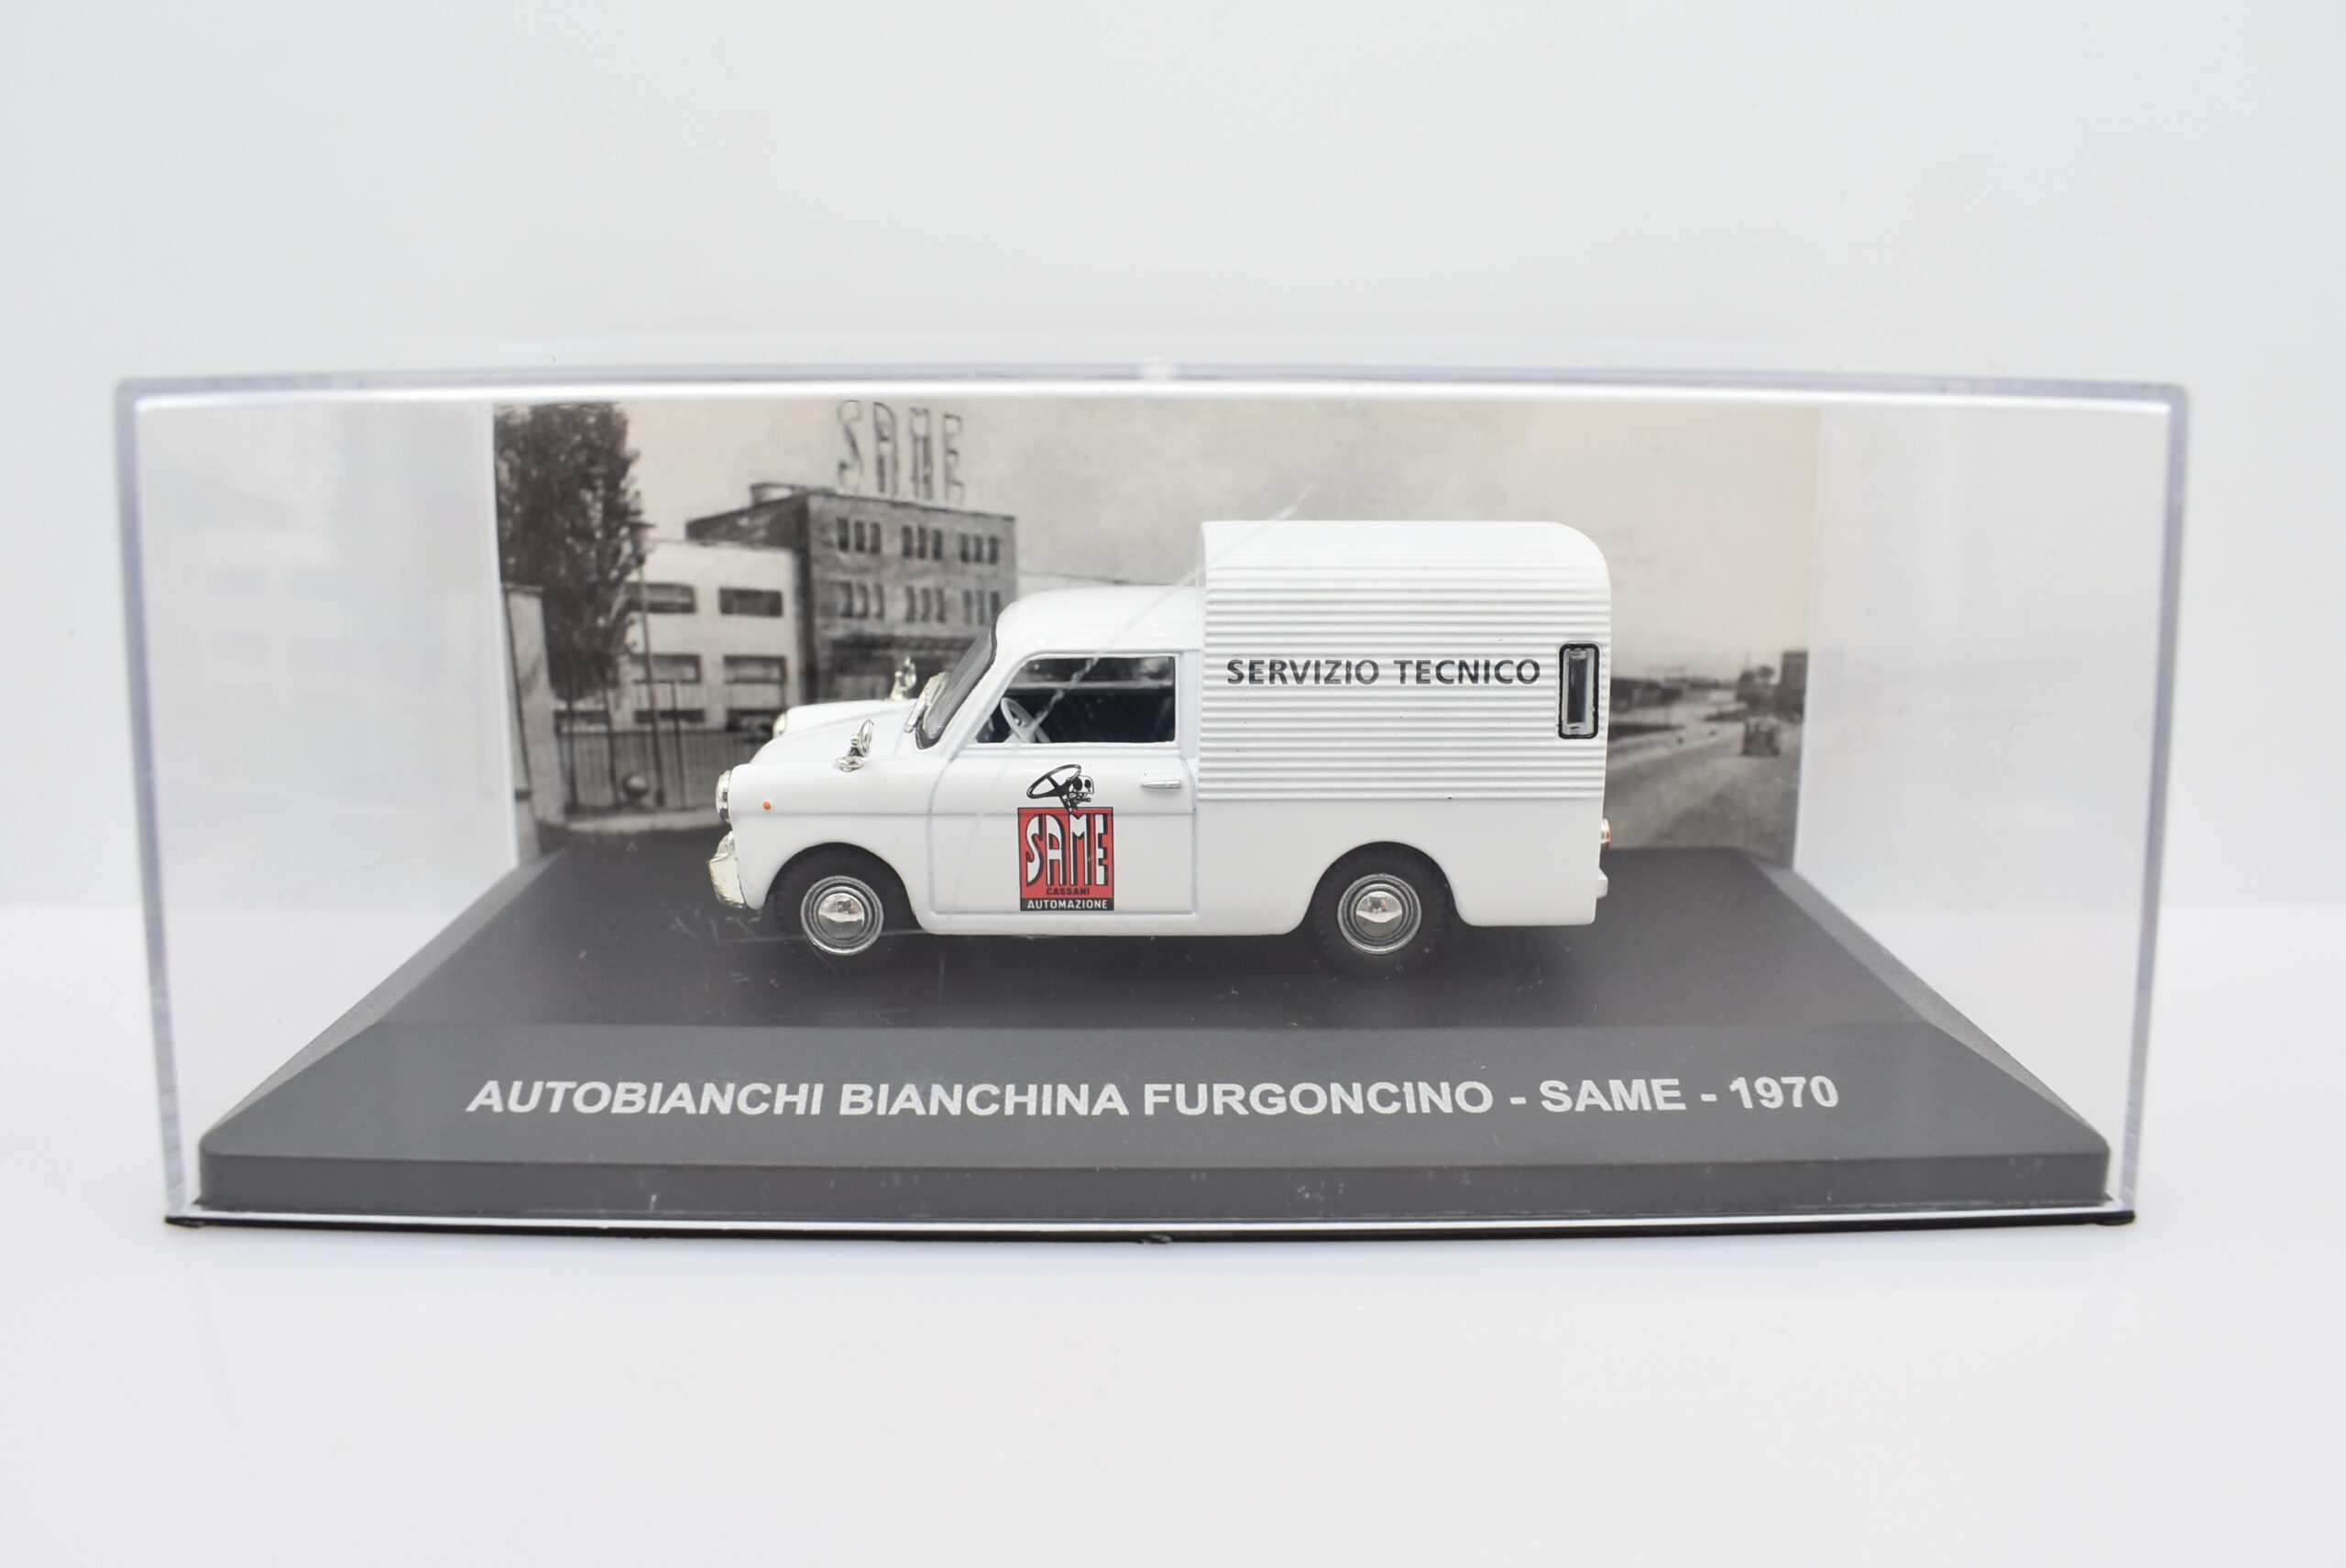 SAME
SERVIZIO TECNICO
SAME
CASSANI
AUTOMAZIONE
AUTOBIANCHI BIANCHINA FURGONCINO - SAME - 1970